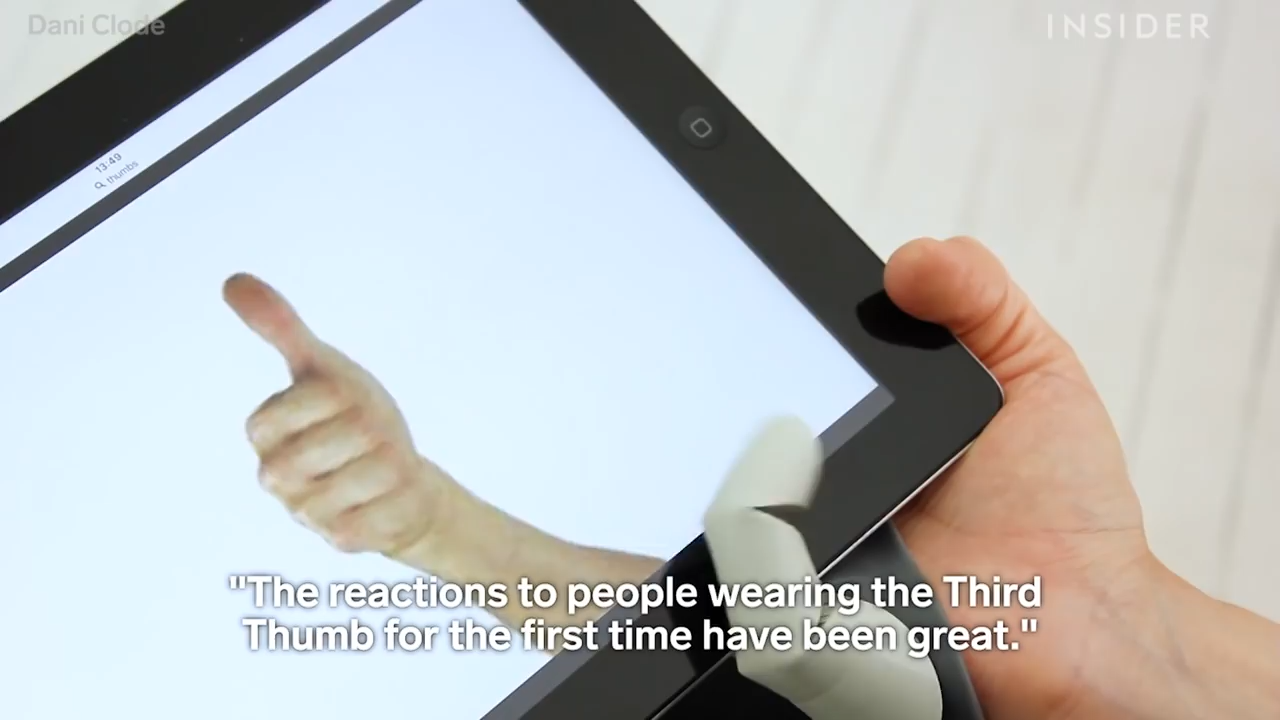 Dani Clode
INSIDER
13:49
thumbs
"The reactions to people wearing the Third
Thumb for the first time have been great."